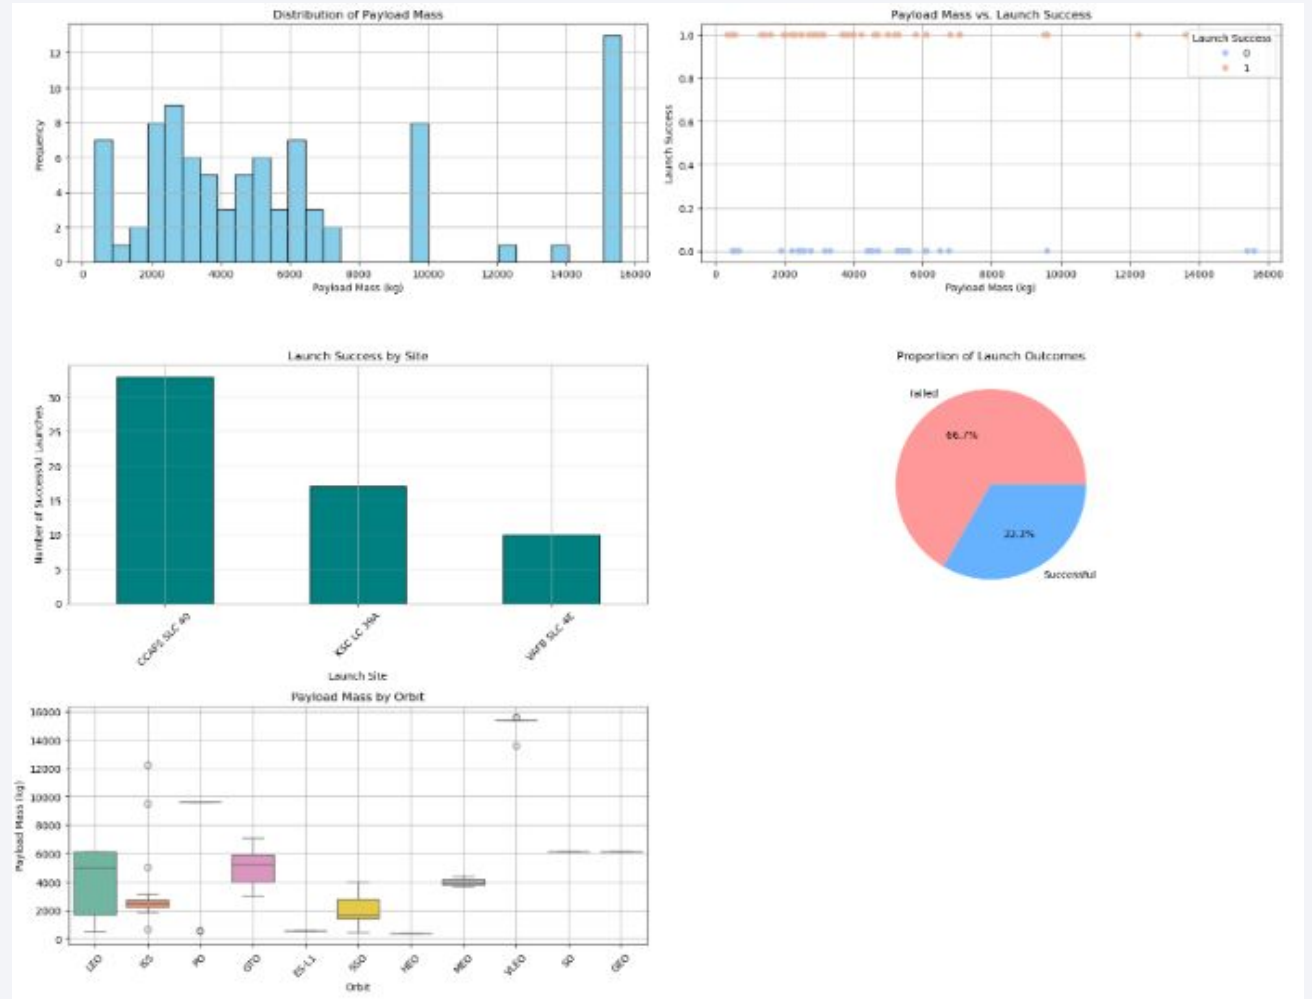 Distribution of Payload Mass
Frequency
12
10
8
6
4
2
0
0 2000 4000 6000 8000 10000 12000 14000 16000
Payload Mass (kg)
Payload Mass vs. Launch Success
Launch Success
1.0
0.8
0.6
0.4
0.2
0.0
Launch Success
0
1
0 2000 4000 6000 8000 10000 12000 14000 16000
Payload Mass (kg)
Launch Success by Site
Number of Successful Launches
30
25
20
15
10
5
0
CCAFS SLC 40
KSC LC 39A
VAFB SLC 4E
Launch Site
Proportion of Launch Outcomes
Failed
66.7%
Successful
Payload Mass by Orbit
Payload Mass (kg)
16000
14000
12000
10000
8000
6000
4000
2000
0
LEO ISS PO GTO ES-L1 SSO HEO MEO VLEO SO GEO
Orbit